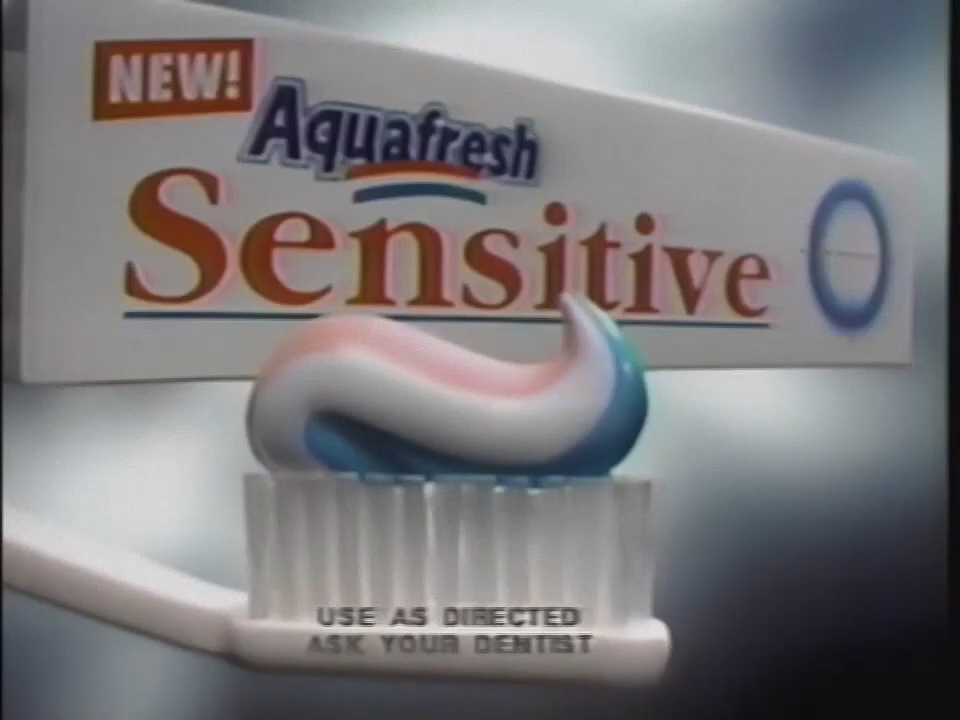 NEW!
Aquafresh
Sensitive
USE AS DIRECTED
ASK YOUR DENTIST